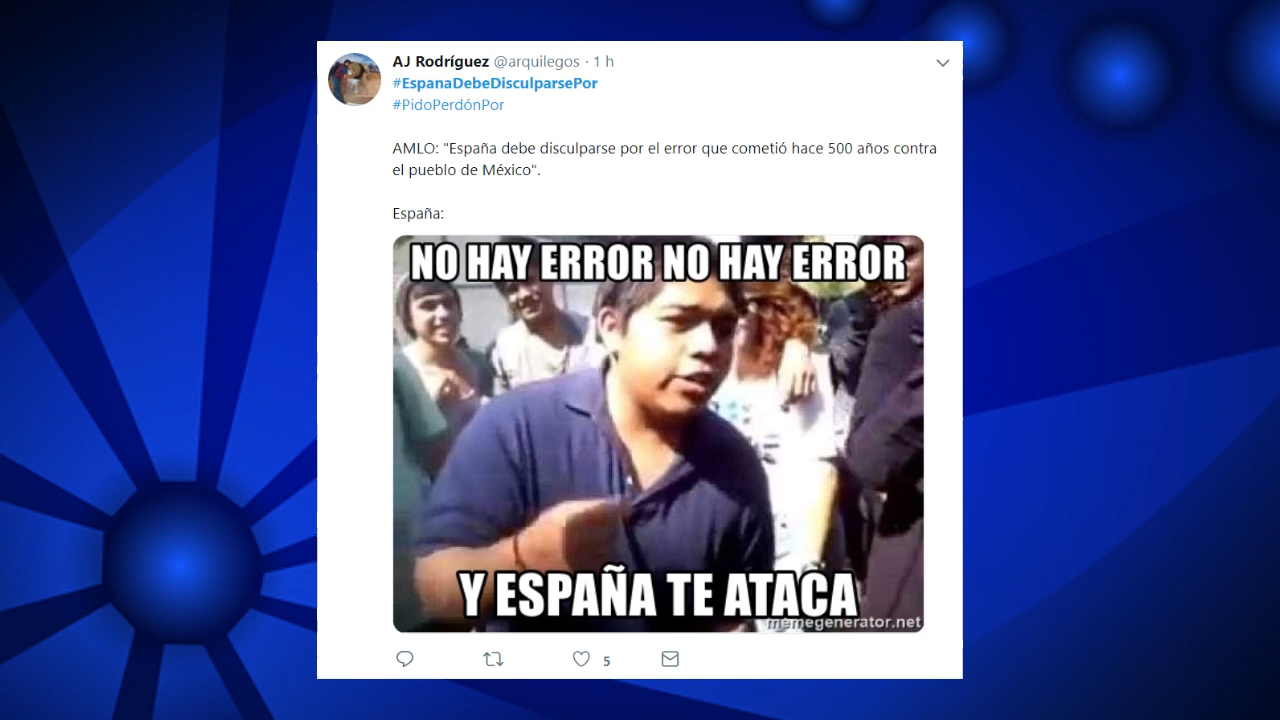 AJ Rodríguez @arquilegos · 1 h
#EspanaDebeDisculparsePor
#PidoPerdónPor
AMLO: "España debe disculparse por el error que cometió hace 500 años contra
el pueblo de México".
España:
NO HAY ERROR NO HAY ERROR
Y ESPAÑA TE ATACA
memegenerator.net
5